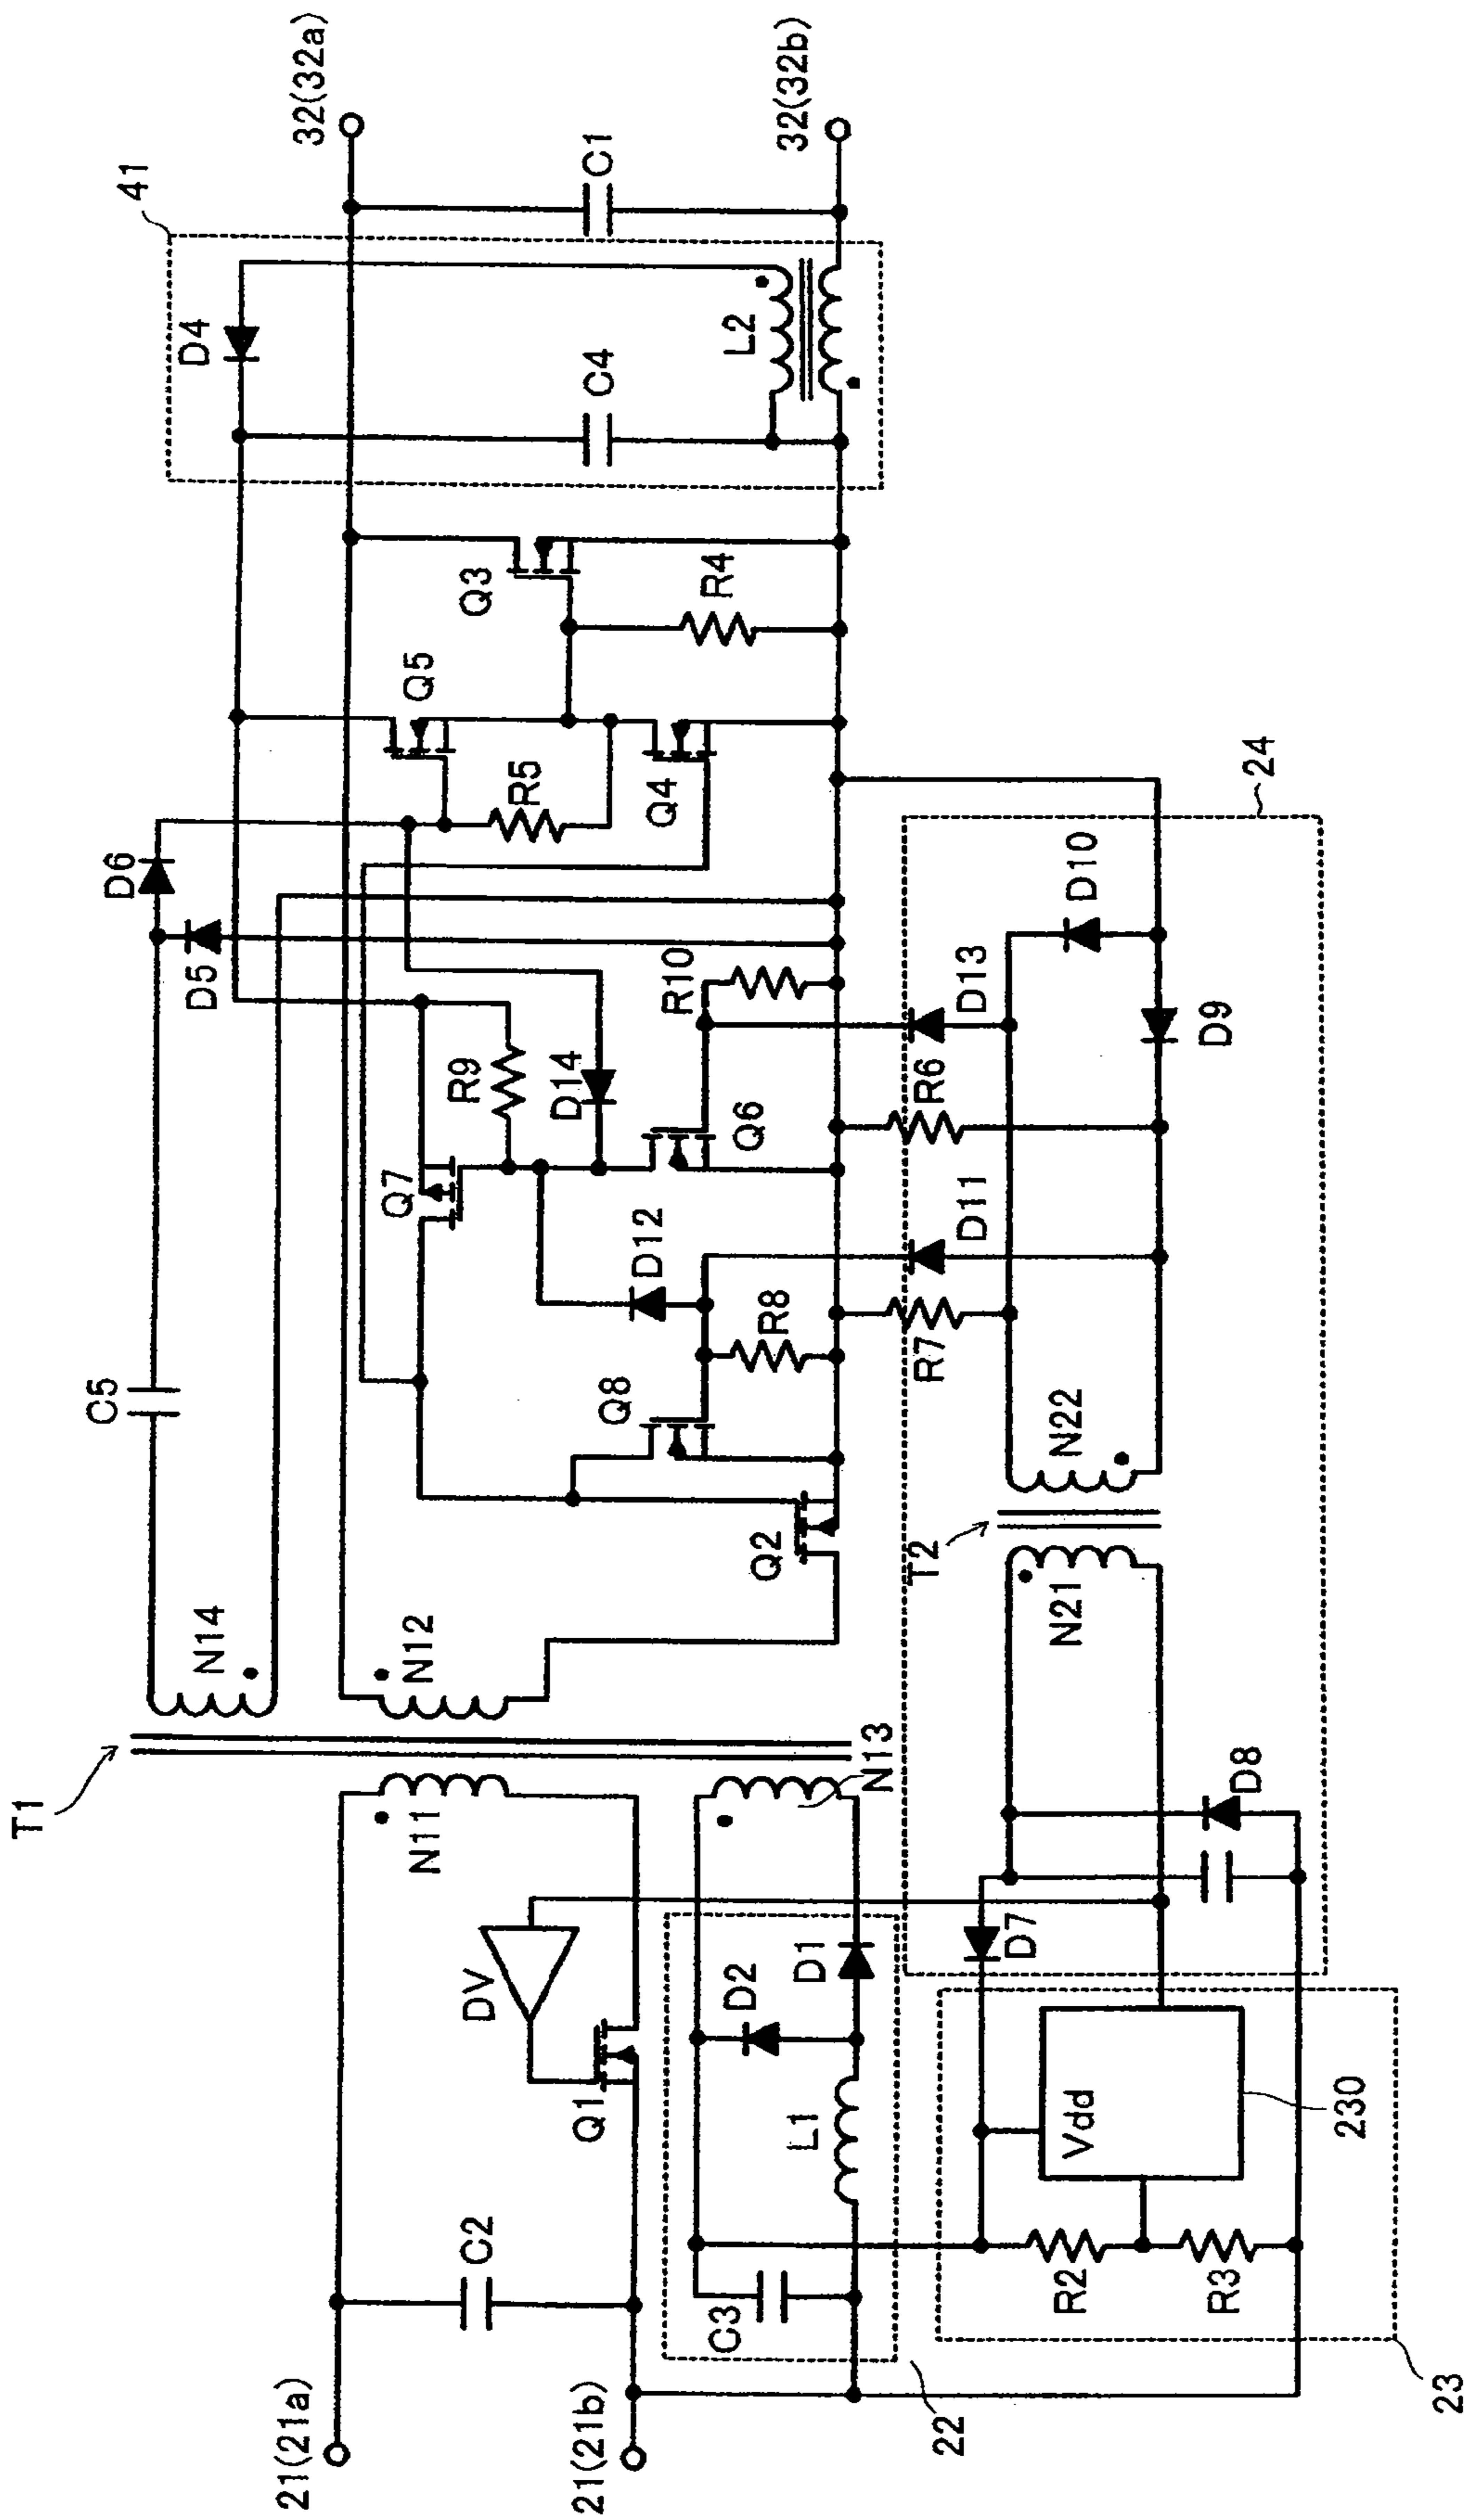 T1
21(21a)
21(21b)
C2
Q1
DV
N11
N13
N14
N12
C5
D6
D5
Q7
R9
D14
D12
Q8
R8
Q2
Q6
R10
Q5
R5
Q4
Q3
R4
D4
C4
L2
41
C1
32(32a)
32(32b)
22
C3
L1
D2
D1
23
R2
R3
Vdd
230
D7
D8
T2
N21
N22
R7
D11
R6
D13
D9
D10
24